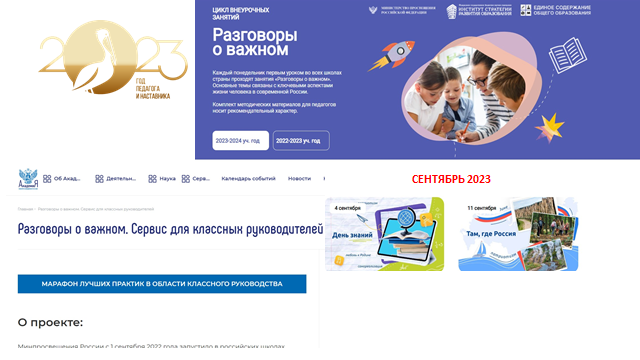 2023
ГОД
ПЕДАГОГА
И НАСТАВНИКА
ЦИКЛ ВНЕУРОЧНЫХ
ЗАНЯТИЙ
МИНИСТЕРСТВО ПРОСВЕЩЕНИЯ
РОССИЙСКОЙ ФЕДЕРАЦИИ
ИНСТИТУТ СТРАТЕГИИ
РАЗВИТИЯ ОБРАЗОВАНИЯ
ЕДИНОЕ СОДЕРЖАНИЕ
ОБЩЕГО ОБРАЗОВАНИЯ
Разговоры
о важном
Каждый понедельник первым уроком во всех школах
страны проходят занятия «Разговоры о важном».
Основные темы связаны с ключевыми аспектами
жизни человека в современной России.
Комплект методических материалов для педагогов
носит рекомендательный характер.
2023-2024 уч. год
2022-2023 уч. год
Академия
Об Акад...
Деятельн...
Наука
Серв...
Календарь событий
Новости
Главная - Разговоры о важном. Сервис для классных руководителей
Разговоры о важном. Сервис для классных руководителей
МАРАФОН ЛУЧШИХ ПРАКТИК В ОБЛАСТИ КЛАССНОГО РУКОВОДСТВА
О проекте:
Минпросвещения России с 1 сентября 2022 года запустило в российских школах
СЕНТЯБРЬ 2023
4 сентября
День знаний
11 сентября
Там, где Россия